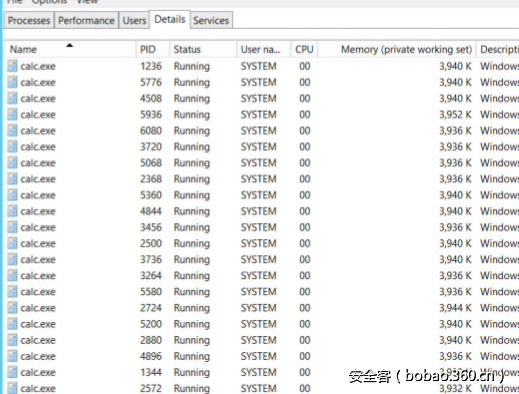 File Options View
Processes Performance Users Details Services
Name PID Status User na... CPU Memory (private working set) Descripti
calc.exe 1236 Running SYSTEM 00 3,940 K Windows
calc.exe 5776 Running SYSTEM 00 3,940 K Windows
calc.exe 4508 Running SYSTEM 00 3,940 K Windows
calc.exe 5936 Running SYSTEM 00 3,952 K Windows
calc.exe 6080 Running SYSTEM 00 3,936 K Windows
calc.exe 3720 Running SYSTEM 00 3,936 K Windows
calc.exe 5068 Running SYSTEM 00 3,936 K Windows
calc.exe 2368 Running SYSTEM 00 3,936 K Windows
calc.exe 5360 Running SYSTEM 00 3,940 K Windows
calc.exe 4844 Running SYSTEM 00 3,940 K Windows
calc.exe 3456 Running SYSTEM 00 3,936 K Windows
calc.exe 2500 Running SYSTEM 00 3,940 K Windows
calc.exe 3736 Running SYSTEM 00 3,940 K Windows
calc.exe 3264 Running SYSTEM 00 3,936 K Windows
calc.exe 5580 Running SYSTEM 00 3,936 K Windows
calc.exe 2724 Running SYSTEM 00 3,944 K Windows
calc.exe 5200 Running SYSTEM 00 3,940 K Windows
calc.exe 2880 Running SYSTEM 00 3,940 K Windows
calc.exe 4896 Running SYSTEM 00 3,936 K Windows
calc.exe 1344 Running SYSTEM 00
安全客（bobao.360.cn）
calc.exe 2572 Running SYSTEM 00 3,932 K Windows